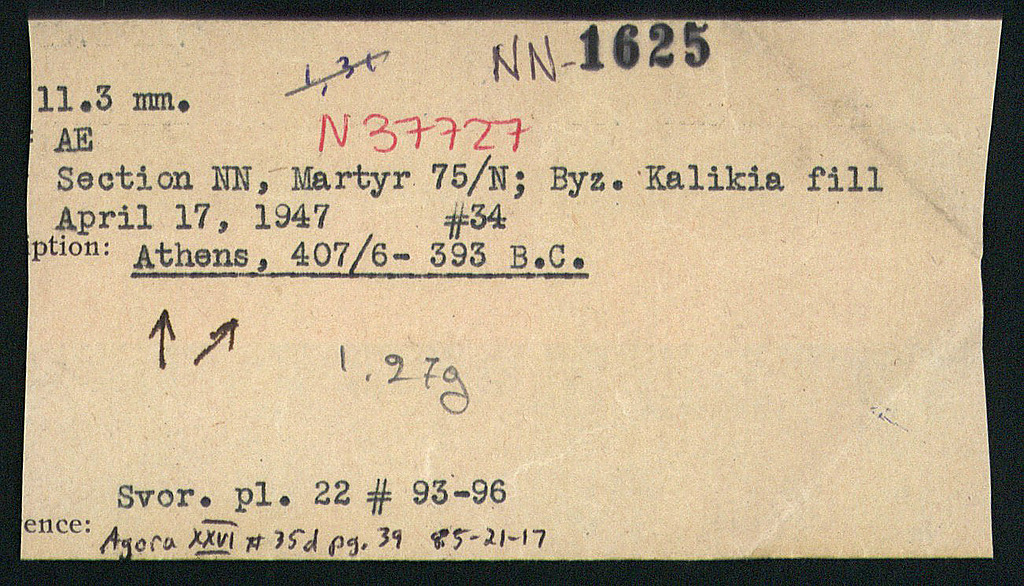 NN-1625
1,31
11.3 mm.
: AE
N37727
Section NN, Martyr 75/N; Byz. Kalikia fill
April 17, 1947 #34
iption: Athens, 407/6- 393 B.C.
1.27g
Svor. pl. 22 # 93-96
ence: Agora XXVI # 35d pg. 39 85-21-17